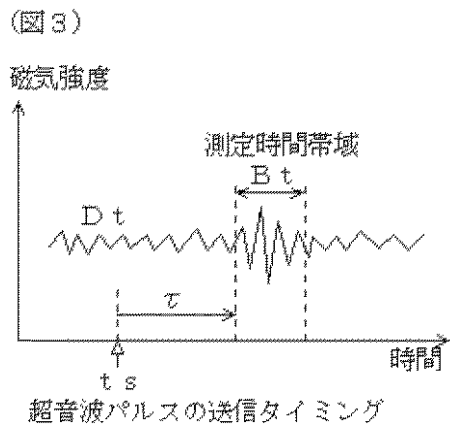 (図3)
磁気強度
測定時間帯域
Bt
Dt
τ
時間
ts
超音波パルスの送信タイミング